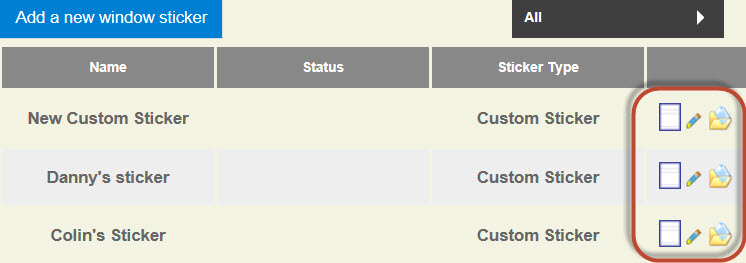 Add a new window sticker All
Name Status Sticker Type
New Custom Sticker Custom Sticker
Danny's sticker Custom Sticker
Colin's Sticker Custom Sticker